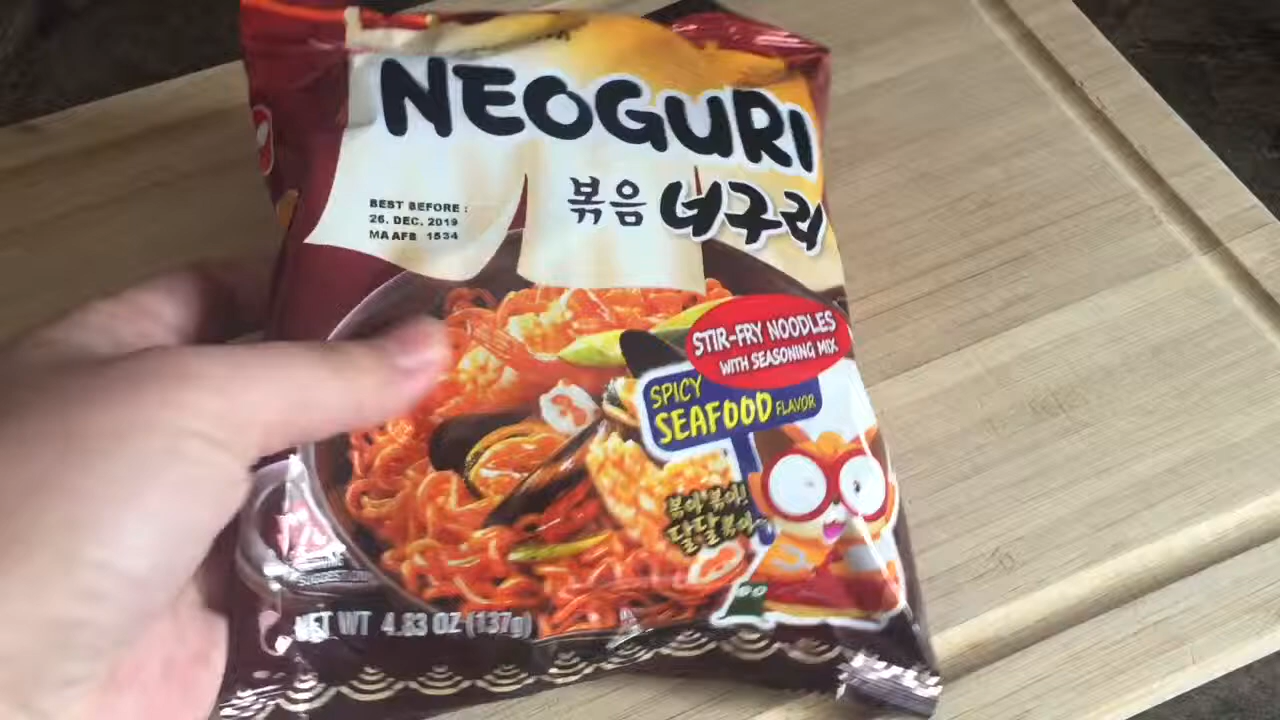 NEOGURI
볶음 너구리
BEST BEFORE :
26. DEC. 2019
MA AFB 1534
STIR-FRY NOODLES
WITH SEASONING MIX
SPICY
SEAFOOD FLAVOR
볶아 볶아!
달달 볶아~
NET WT 4.83 OZ (137g)